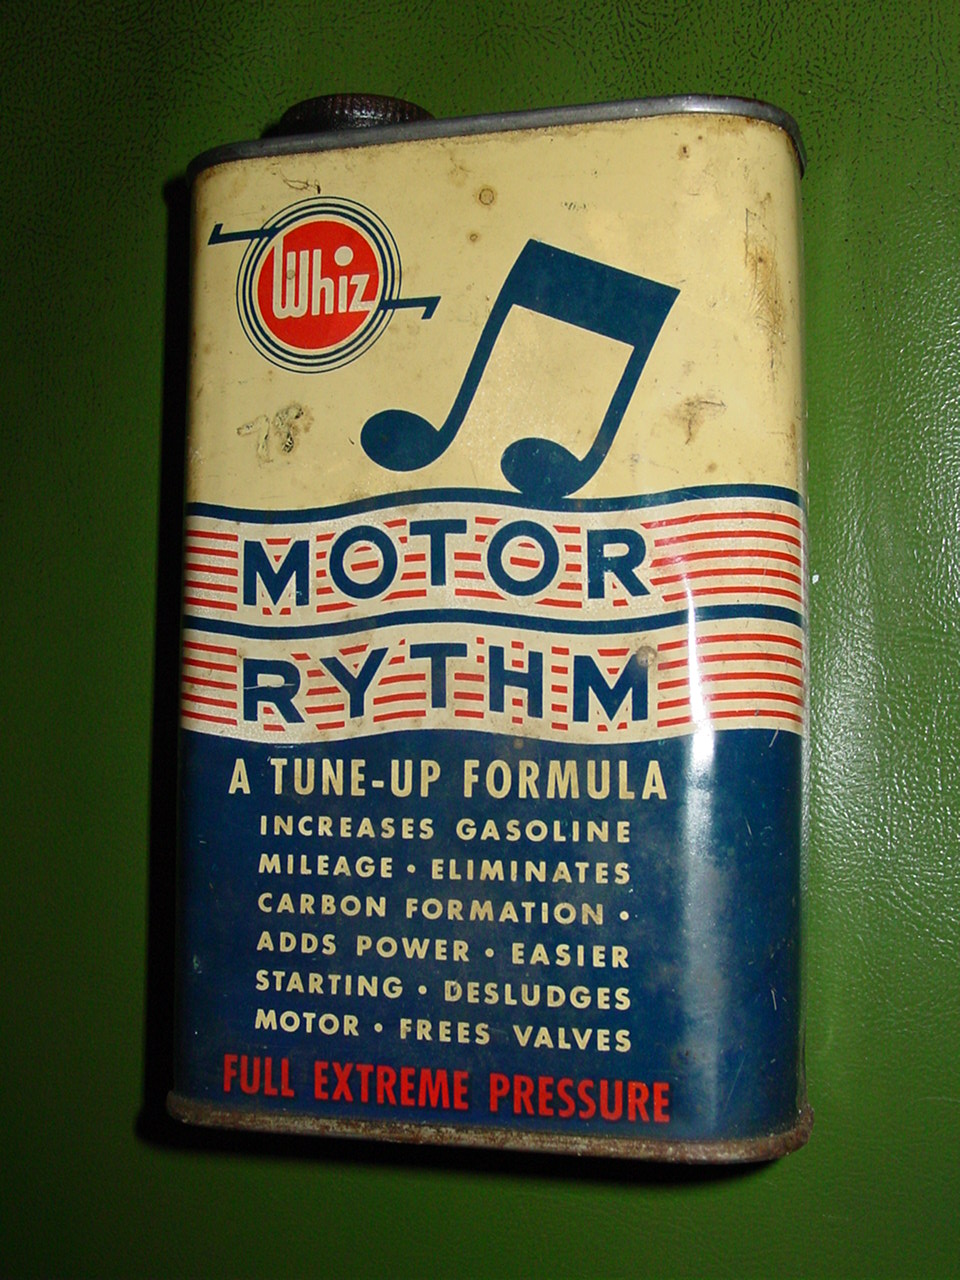 Whiz
MOTOR
RYTHM
A TUNE-UP FORMULA
INCREASES GASOLINE
MILEAGE • ELIMINATES
CARBON FORMATION •
ADDS POWER • EASIER
STARTING • DESLUDGES
MOTOR • FREES VALVES
FULL EXTREME PRESSURE